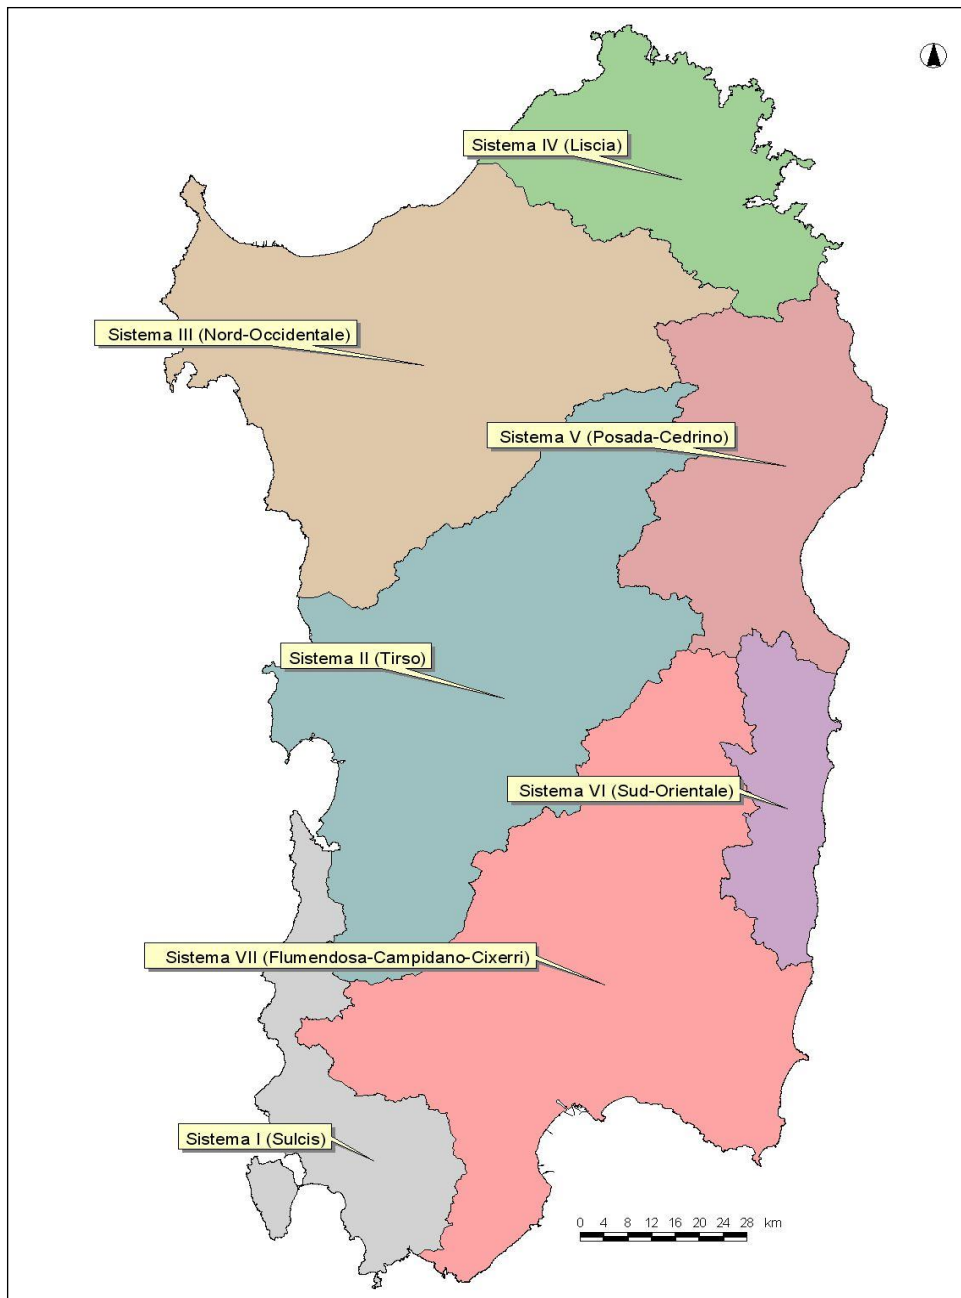 Sistema IV (Liscia)
Sistema III (Nord-Occidentale)
Sistema V (Posada-Cedrino)
Sistema II (Tirso)
Sistema VI (Sud-Orientale)
Sistema VII (Flumendosa-Campidano-Cixerri)
Sistema I (Sulcis)
0 4 8 12 16 20 24 28 km